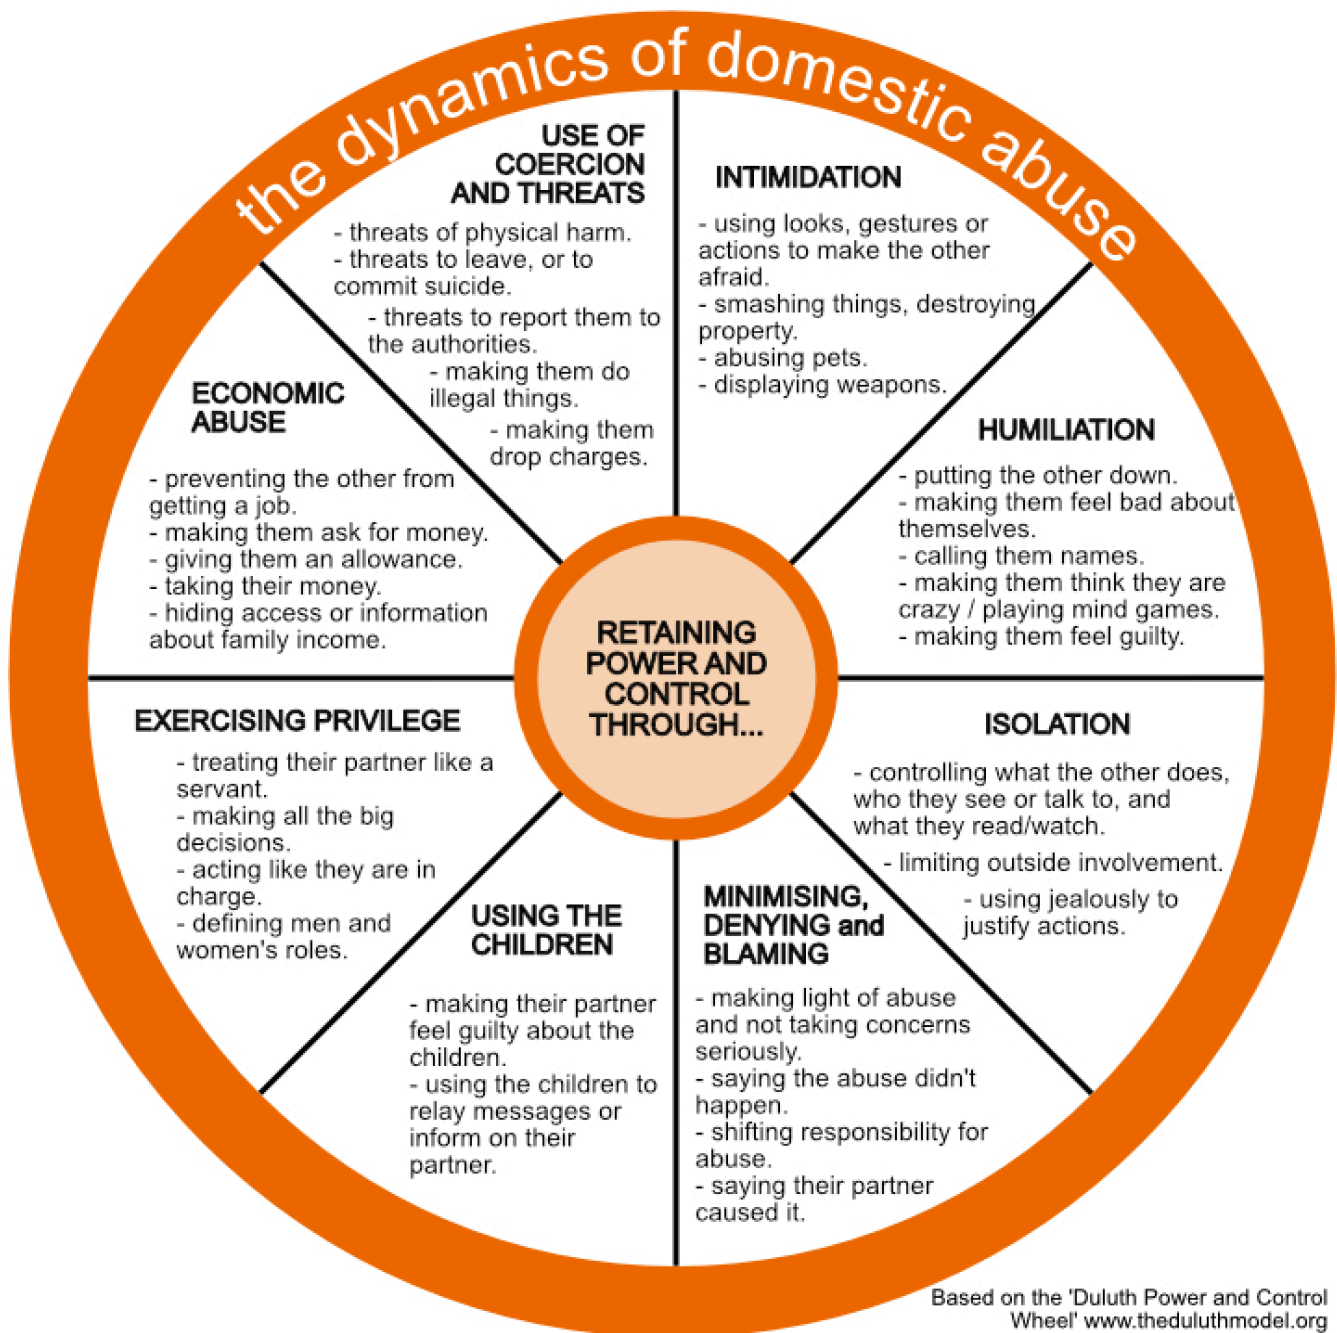 the dynamics of domestic abuse
USE OF
COERCION
AND THREATS
- threats of physical harm.
- threats to leave, or to
commit suicide.
- threats to report them to
the authorities.
- making them do
illegal things.
- making them
drop charges.
INTIMIDATION
- using looks, gestures or
actions to make the other
afraid.
- smashing things, destroying
property.
- abusing pets.
- displaying weapons.
HUMILIATION
- putting the other down.
- making them feel bad about
themselves.
- calling them names.
- making them think they are
crazy / playing mind games.
- making them feel guilty.
ISOLATION
- controlling what the other does,
who they see or talk to, and
what they read/watch.
- limiting outside involvement.
- using jealously to
justify actions.
MINIMISING,
DENYING and
BLAMING
- making light of abuse
and not taking concerns
seriously.
- saying the abuse didn't
happen.
- shifting responsibility for
abuse.
- saying their partner
caused it.
USING THE
CHILDREN
- making their partner
feel guilty about the
children.
- using the children to
relay messages or
inform on their
partner.
EXERCISING PRIVILEGE
- treating their partner like a
servant.
- making all the big
decisions.
- acting like they are in
charge.
- defining men and
women's roles.
ECONOMIC
ABUSE
- preventing the other from
getting a job.
- making them ask for money.
- giving them an allowance.
- taking their money.
- hiding access or information
about family income.
RETAINING
POWER AND
CONTROL
THROUGH...
Based on the 'Duluth Power and Control
Wheel' www.theduluthmodel.org